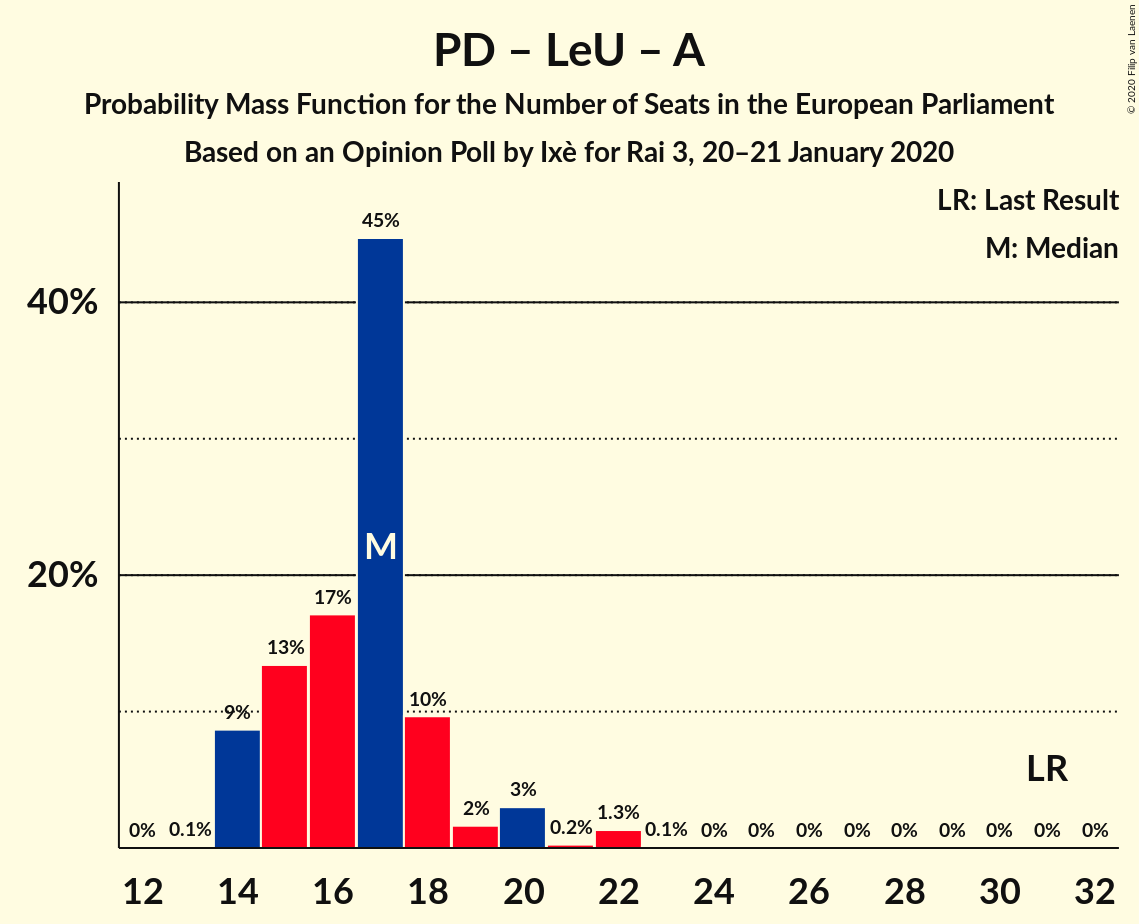 PD – LeU – A
Probability Mass Function for the Number of Seats in the European Parliament
Based on an Opinion Poll by Ixè for Rai 3, 20–21 January 2020
© 2020 Filip van Laenen
LR: Last Result
M: Median
40%
20%
0%
0.1%
9%
13%
17%
45%
M
10%
2%
3%
0.2%
1.3%
0.1%
0%
0%
0%
0%
0%
0%
0%
0%
0%
LR
12 14 16 18 20 22 24 26 28 30 32